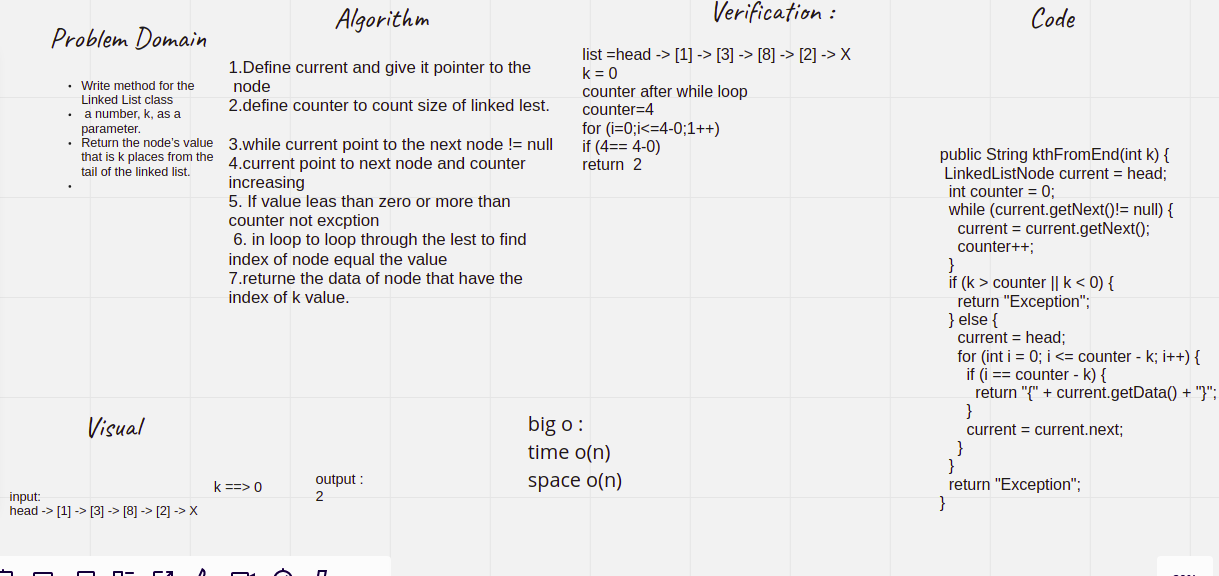 Problem Domain
• Write method for the
Linked List class
• a number, k, as a
parameter.
• Return the node's value
that is k places from the
tail of the linked list.
•
Algorithm
1.Define current and give it pointer to the
node
2.define counter to count size of linked lest.
3.while current point to the next node != null
4.current point to next node and counter
increasing
5. If value leas than zero or more than
counter not excption
6. in loop to loop through the lest to find
index of node equal the value
7.returne the data of node that have the
index of k value.
Verification :
list =head -> [1] -> [3] -> [8] -> [2] -> X
k = 0
counter after while loop
counter=4
for (i=0;i<=4-0;1++)
if (4== 4-0)
return 2
Code
public String kthFromEnd(int k) {
LinkedListNode current = head;
int counter = 0;
while (current.getNext()!= null) {
current = current.getNext();
counter++;
}
if (k > counter || k < 0) {
return "Exception";
} else {
current = head;
for (int i = 0; i <= counter - k; i++) {
if (i == counter - k) {
return "{" + current.getData() + "}";
}
current = current.next;
}
}
return "Exception";
}
Visual
input:
head -> [1] -> [3] -> [8] -> [2] -> X
k ==> 0
output :
2
big o :
time o(n)
space o(n)